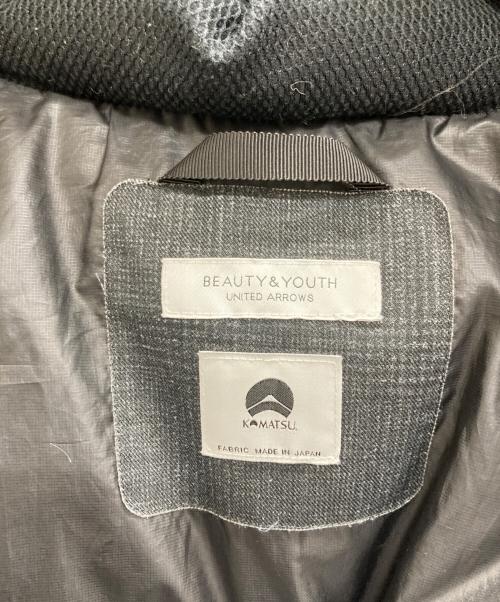 BEAUTY&YOUTH
UNITED ARROWS
KOMATSU.
FABRIC MADE IN JAPAN